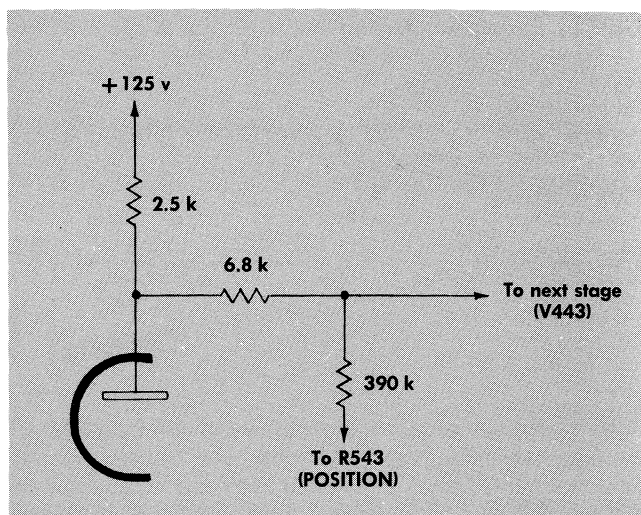 +125 v
2.5 k
6.8 k
To next stage
(V443)
390 k
To R543
(POSITION)